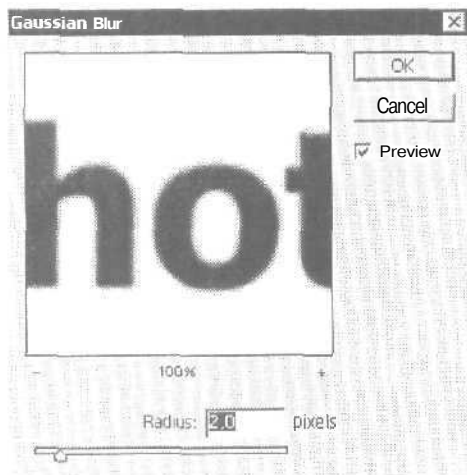 Gaussian Blur
OK
Cancel
Preview
hot
- 100% +
Radius: 2.0 pixels